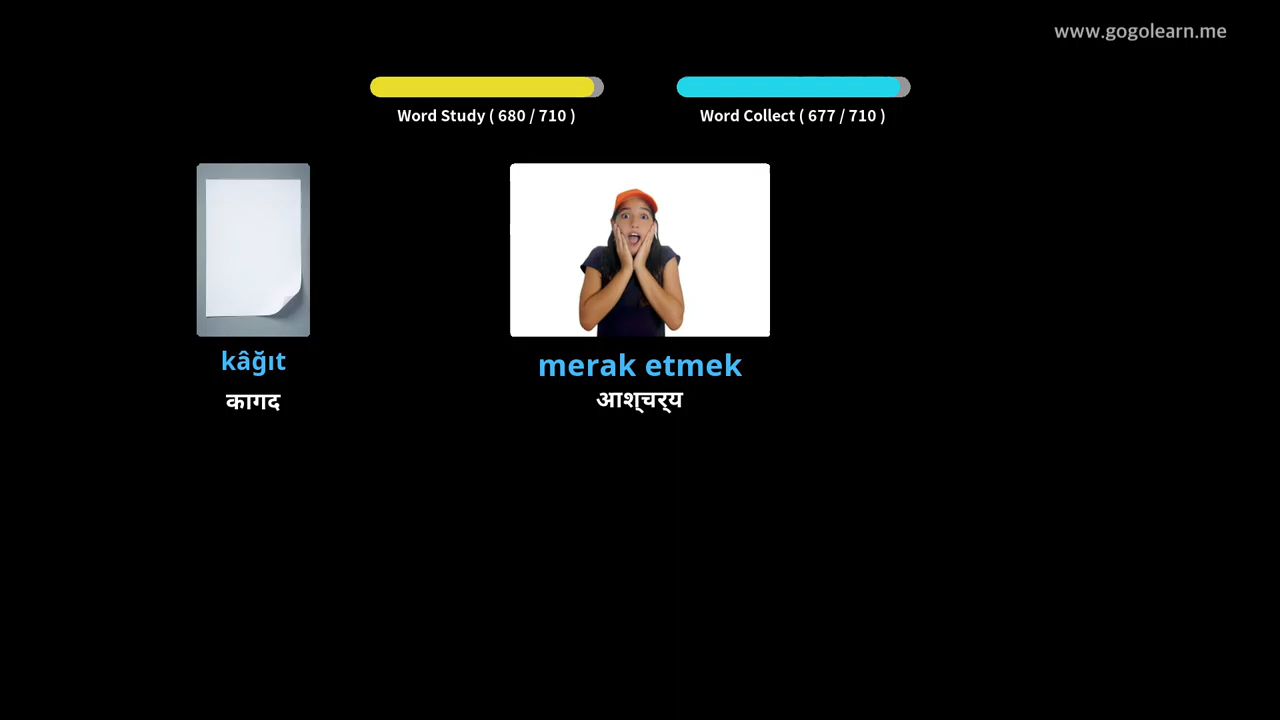 www.gogolearn.me
Word Study ( 680 / 710 )
Word Collect ( 677 / 710 )
kâğıt
कागद
merak etmek
आश्चर्य